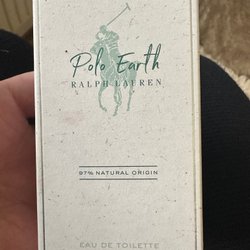 Polo Earth
RALPH LAUREN
97% NATURAL ORIGIN
EAU DE TOILETTE